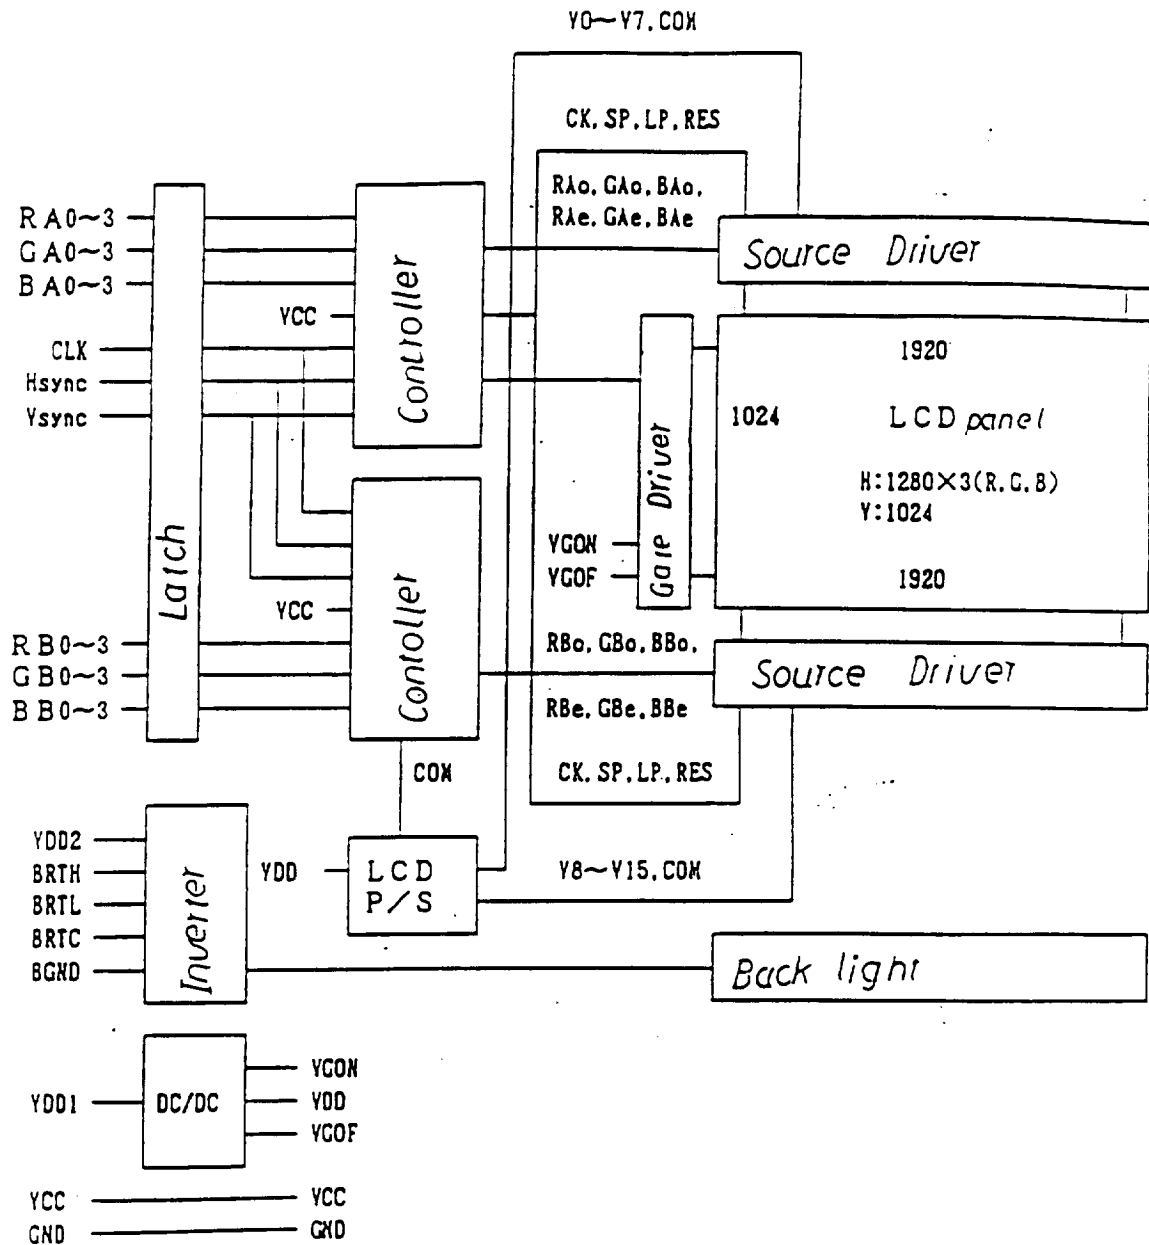 V0~V7.COM
CK.SP.LP.RES
RAo.GAo.BAo.
RAe.GAe.BAe
RA0~3
GA0~3
BA0~3
VCC
CLK
Hsync
Vsync
Latch
Controller
Source Driver
1920
1024
LCD panel
H:1280×3(R.G.B)
V:1024
1920
Gate Driver
VGON
VGOF
Controller
VCC
RB0~3
GB0~3
BB0~3
RBo.GBo.BBo.
RBe.GBe.BBe
Source Driver
CK.SP.LP.RES
COM
VDD2
BRTH
BRTL
BRTC
BGND
Inverter
VDD
LCD
P/S
V8~V15.COM
Back light
VDD1
DC/DC
VGON
VDD
VGOF
VCC
VCC
GND
GND